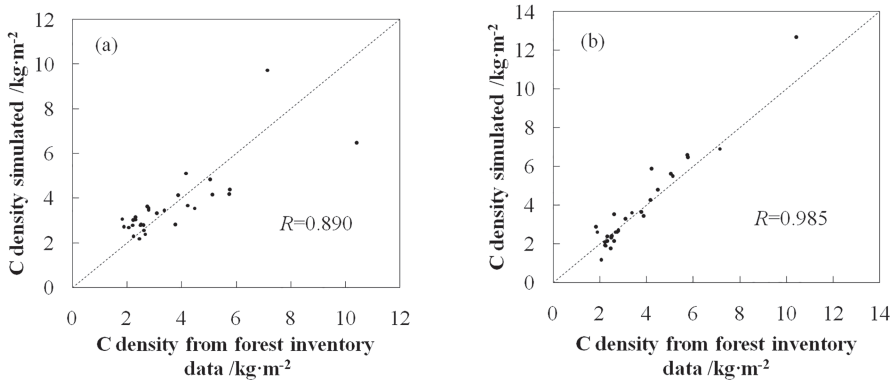 12
10
8
6
4
2
0
(a)
R=0.890
0 2 4 6 8 10 12
C density simulated /kg·m-2
C density from forest inventory
data /kg·m-2
14
12
10
8
6
4
2
0
(b)
R=0.985
0 2 4 6 8 10 12 14
C density simulated /kg·m-2
C density from forest inventory
data /kg·m-2